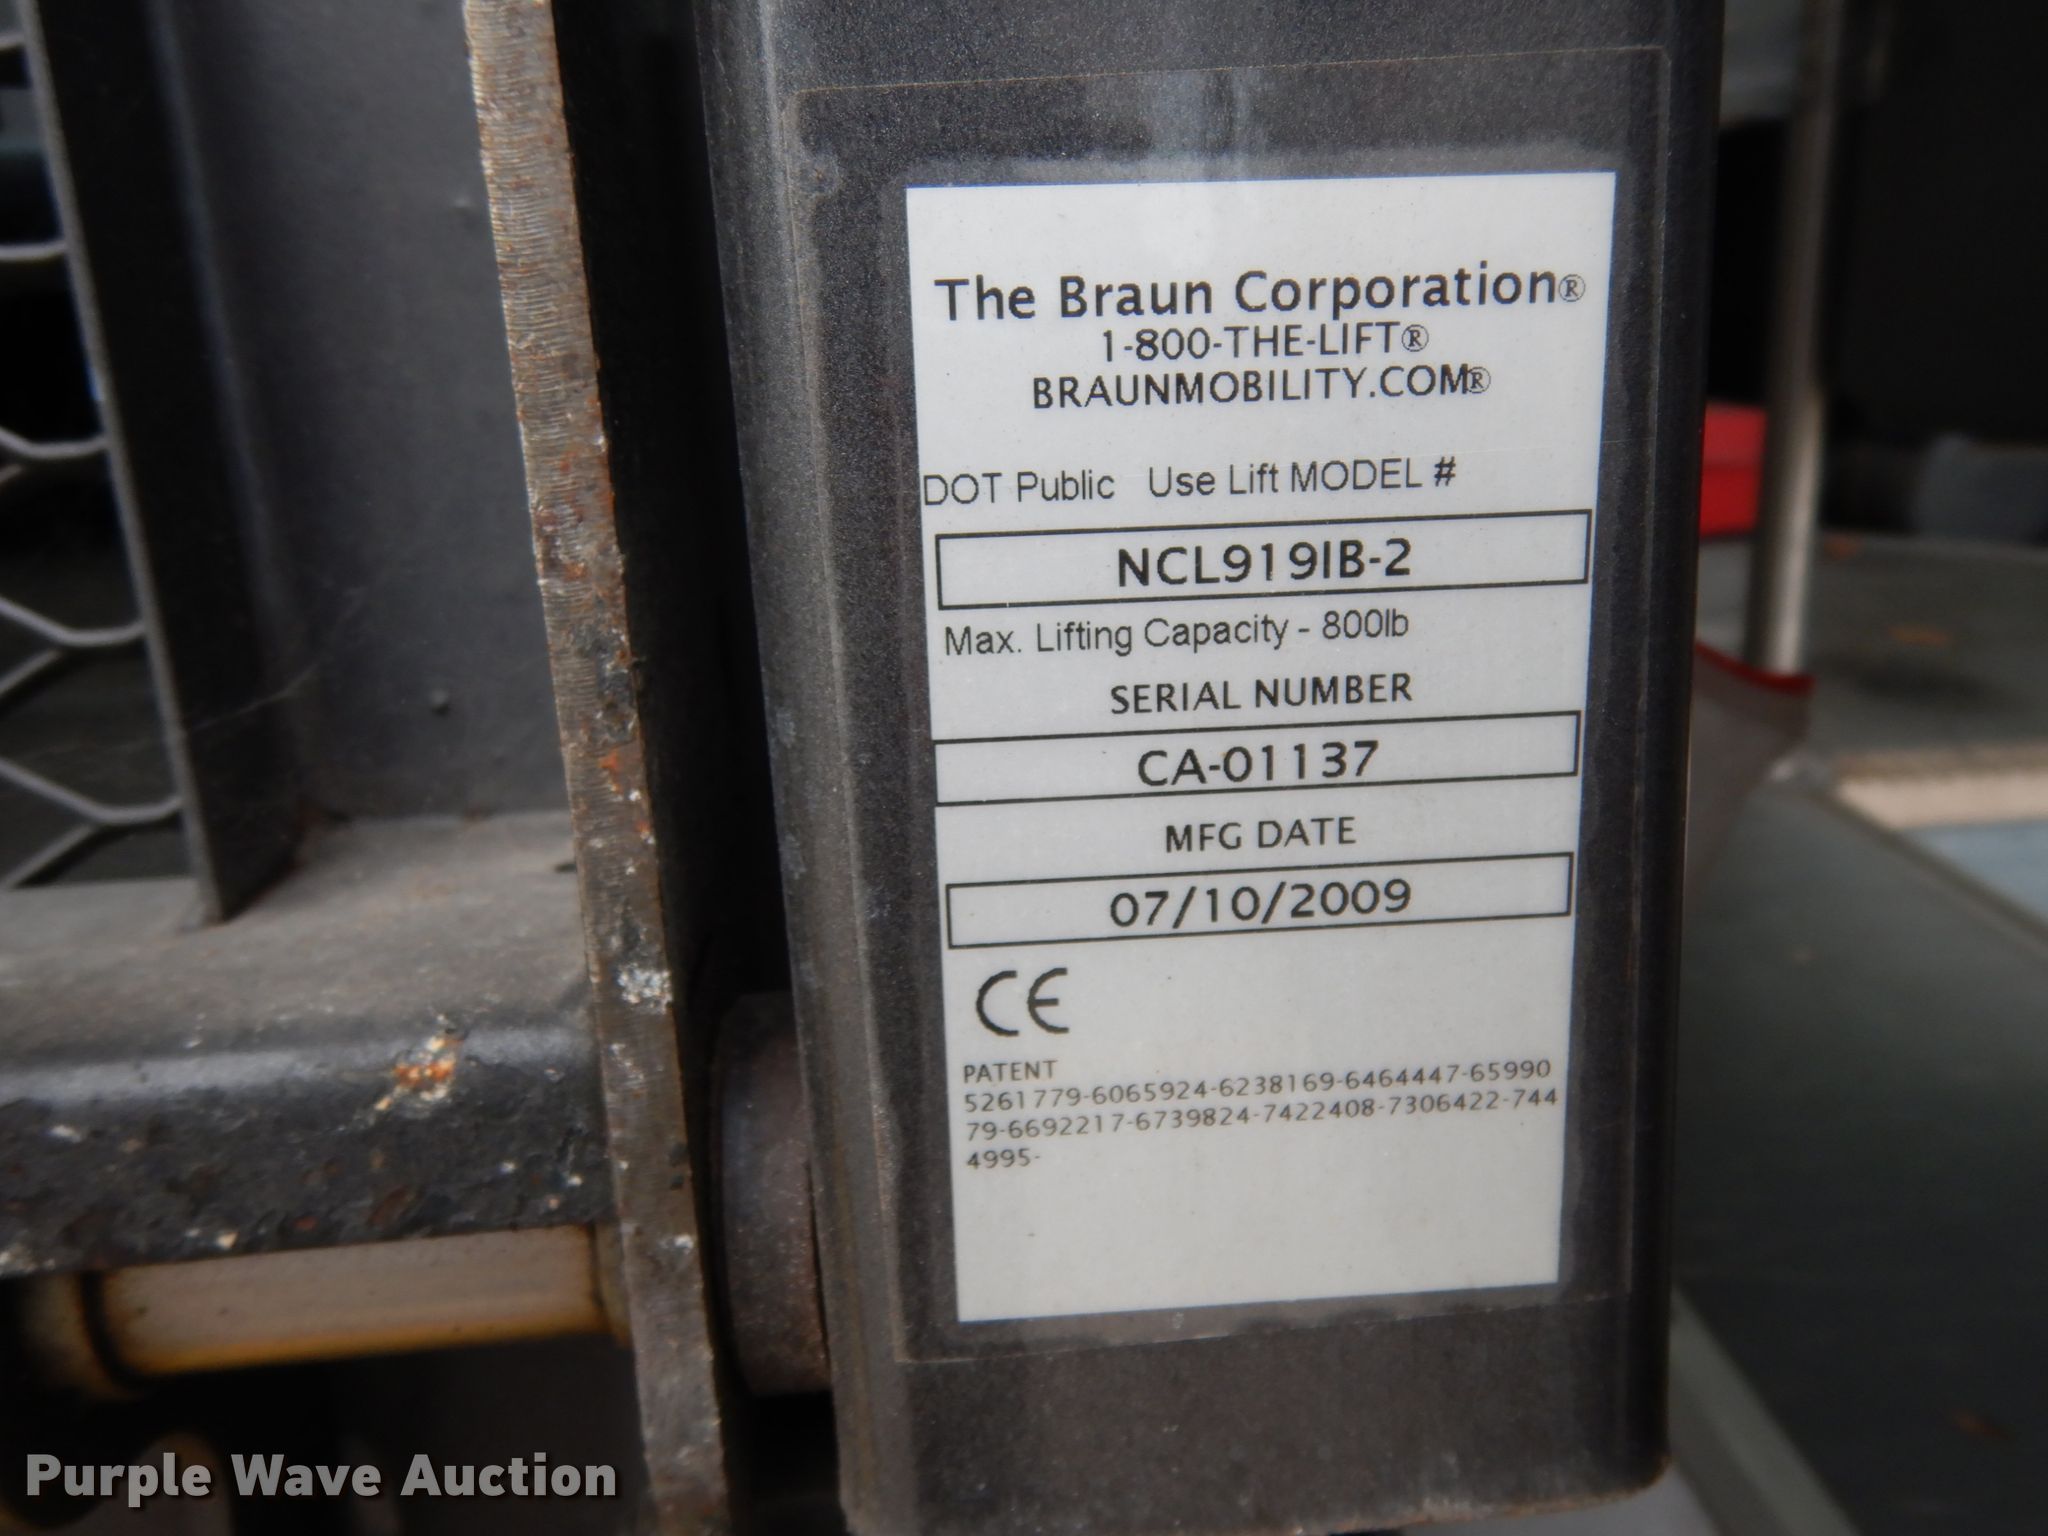 The Braun Corporation®
1-800-THE-LIFT®
BRAUNMOBILITY.COM®
DOT Public Use Lift MODEL #
NCL919IB-2
Max. Lifting Capacity - 800lb
SERIAL NUMBER
CA-01137
MFG DATE
07/10/2009
CE
PATENT
5261779-6065924-6238169-6464447-65990
79-6692217-6739824-7422408-7306422-744
4995-
Purple Wave Auction